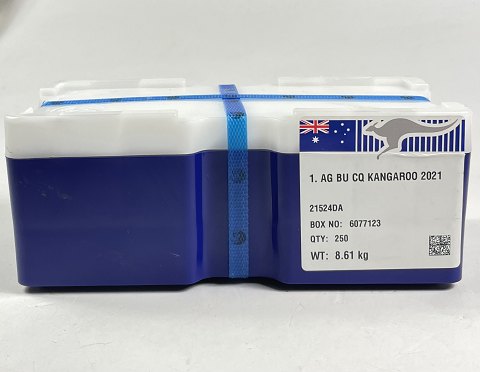 1. AG BU CQ KANGAROO 2021
21524DA
BOX NO: 6077123
QTY: 250
WT: 8.61 kg